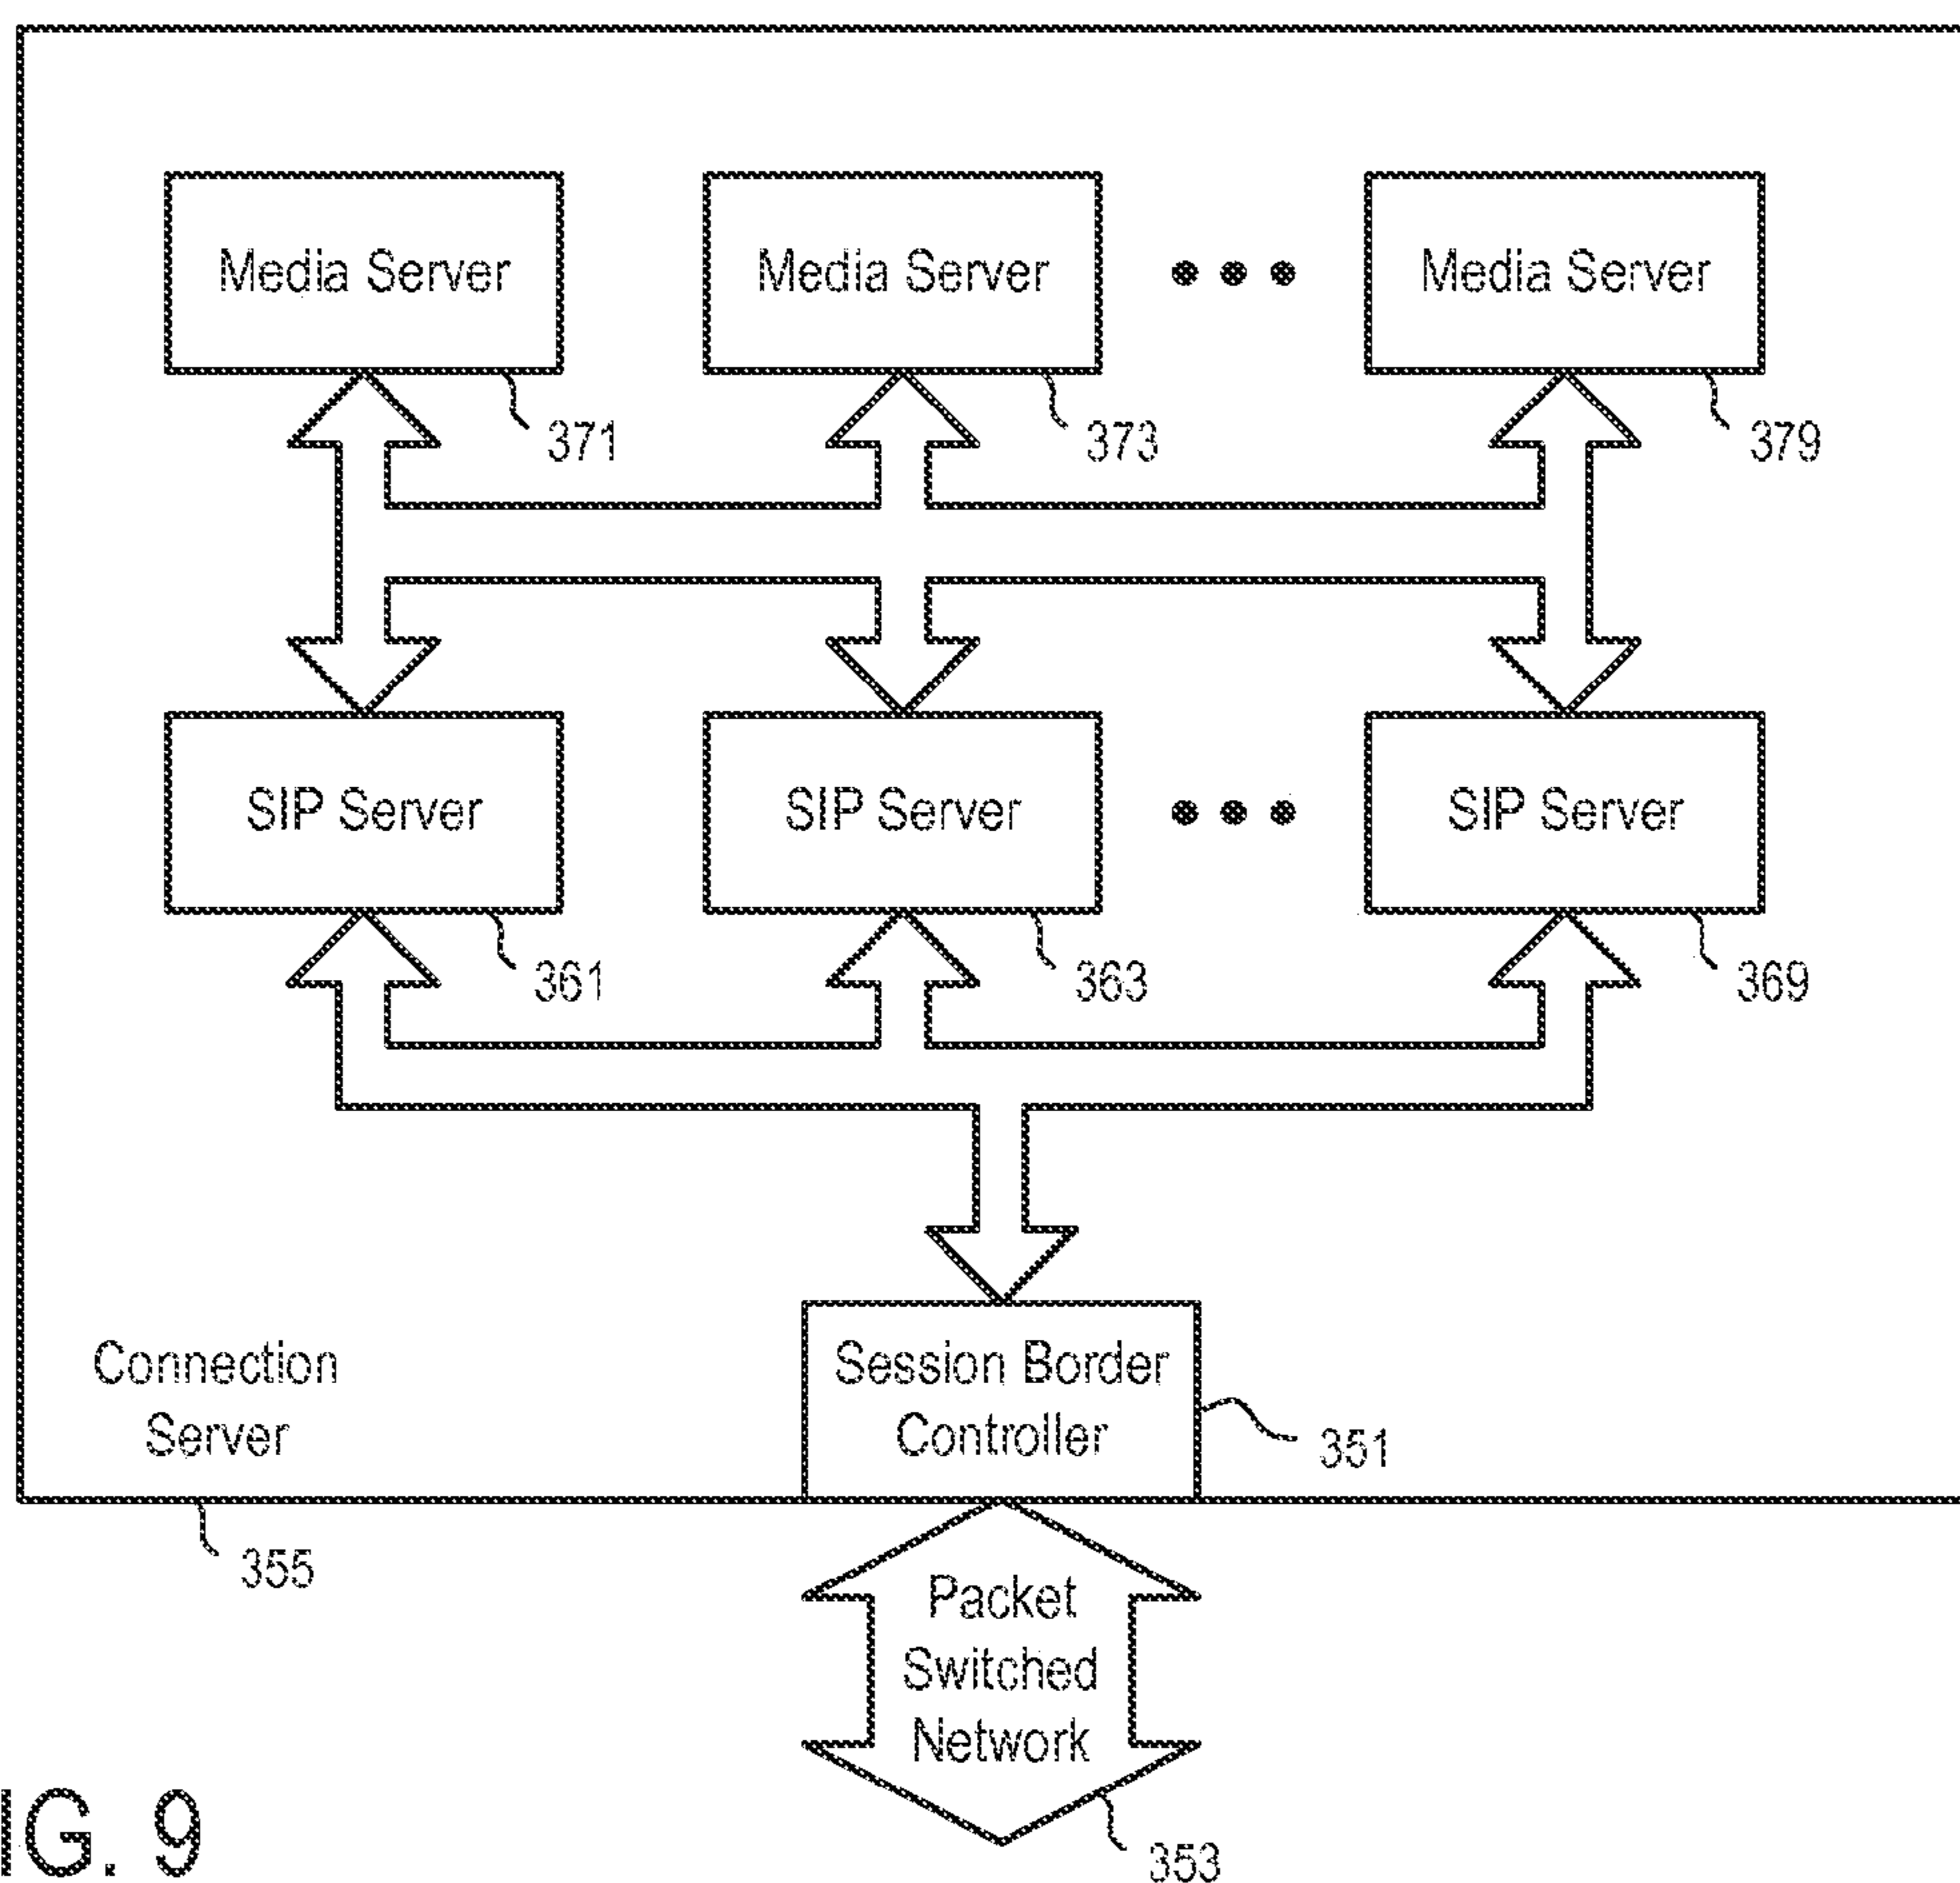 Media Server
Media Server
Media Server
371
373
379
SIP Server
SIP Server
SIP Server
361
363
369
Connection
Server
Session Border
Controller
351
355
Packet
Switched
Network
353
IG. 9